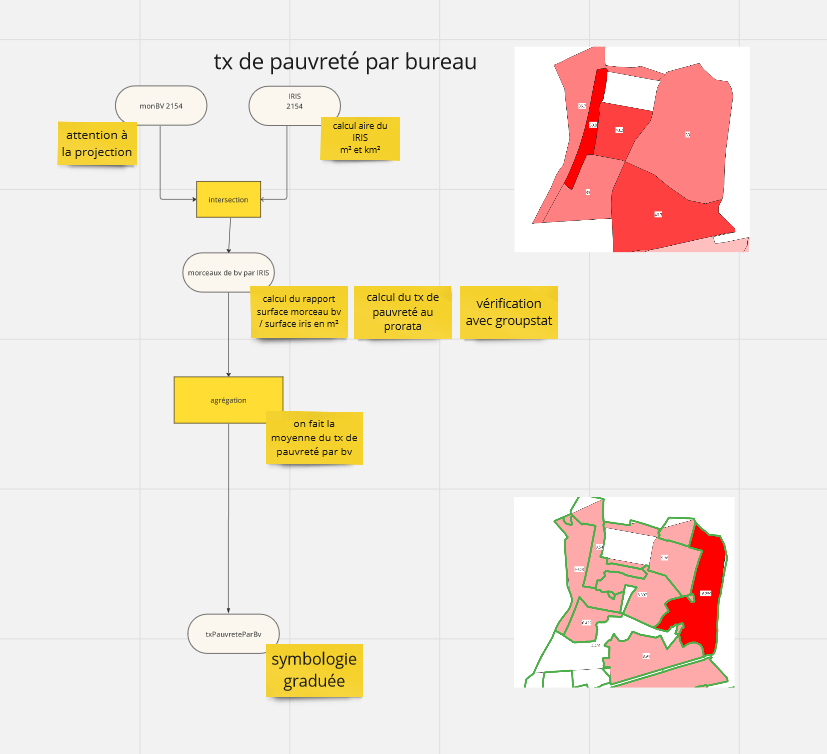 tx de pauvreté par bureau
monBV 2154
IRIS
2154
attention à
la projection
calcul aire du
IRIS
m² et km²
intersection
morceaux de bv par IRIS
calcul du rapport
surface morceau bv
/ surface iris en m²
calcul du tx de
pauvreté au
prorata
vérification
avec groupstat
agrégation
on fait la
moyenne du tx de
pauvreté par bv
txPauvreteParBv
symbologie
graduée